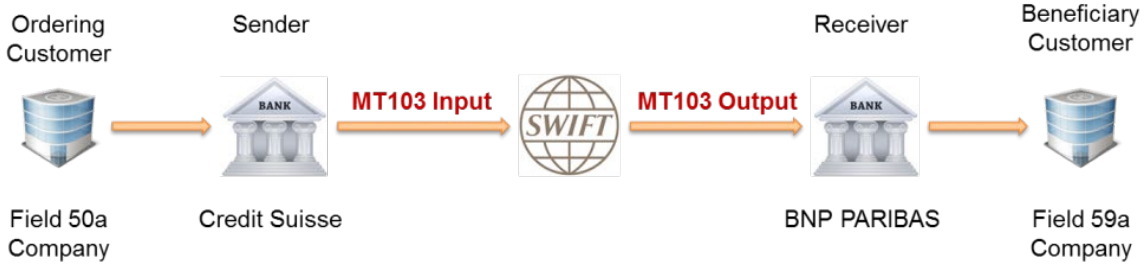 Ordering
Customer
Sender
Receiver
Beneficiary
Customer
BANK
MT103 Input
SWIFT
MT103 Output
BANK
Field 50a
Company
Credit Suisse
BNP PARIBAS
Field 59a
Company